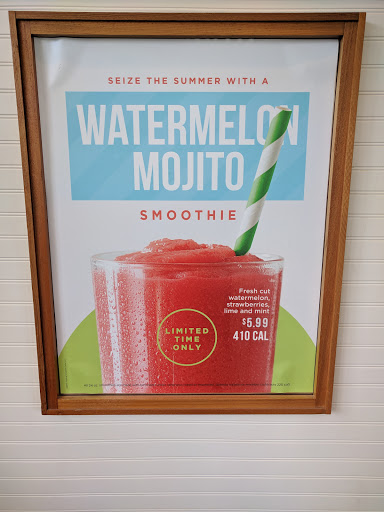 SEIZE THE SUMMER WITH A
WATERMELON
MOJITO
SMOOTHIE
Fresh cut
watermelon,
strawberries,
lime and mint
$5.99
410 CAL
LIMITED
TIME
ONLY